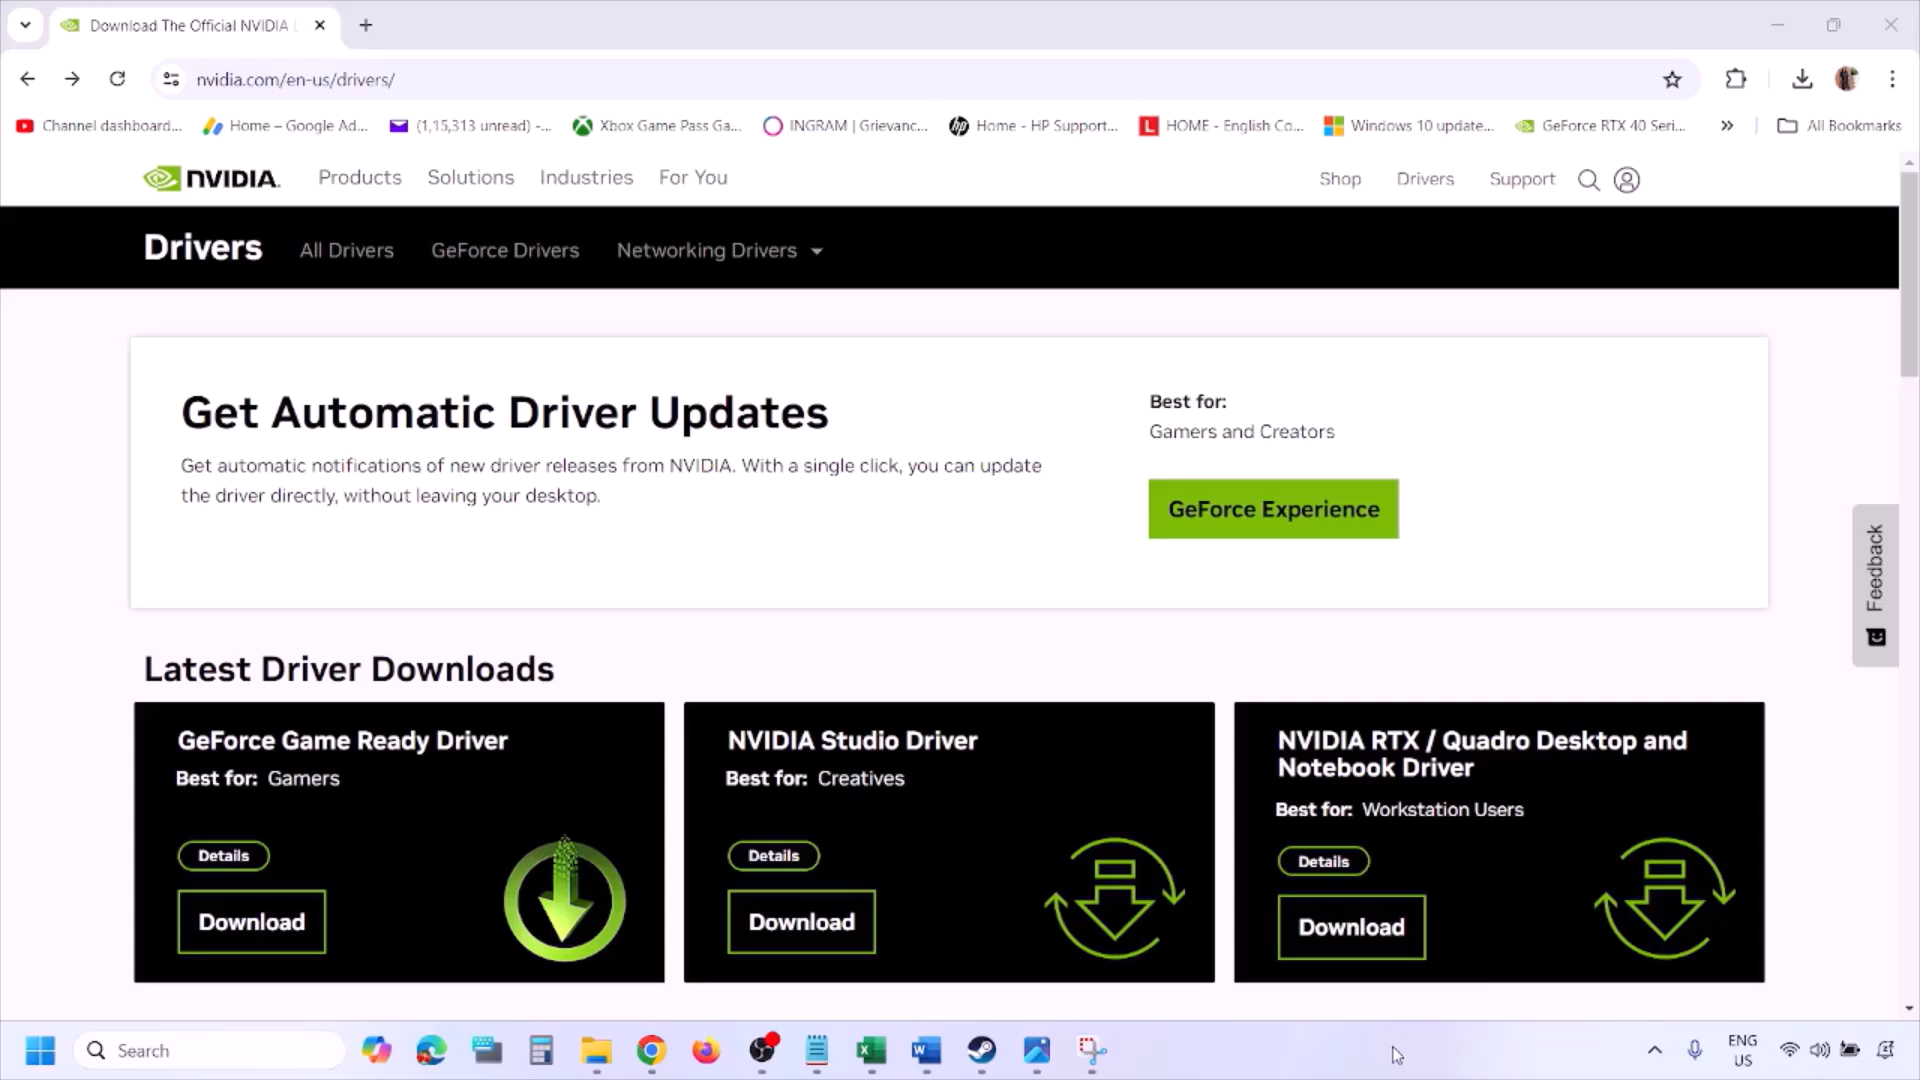 Download The Official NVIDIA
nvidia.com/en-us/drivers/
Channel dashboard...
Home – Google Ad...
(1,15,313 unread) -...
Xbox Game Pass Ga...
INGRAM | Grievanc...
Home - HP Support...
HOME - English Co...
Windows 10 update...
GeForce RTX 40 Seri...
All Bookmarks
NVIDIA.
Products
Solutions
Industries
For You
Shop
Drivers
Support
Drivers
All Drivers
GeForce Drivers
Networking Drivers
Get Automatic Driver Updates
Get automatic notifications of new driver releases from NVIDIA. With a single click, you can update
the driver directly, without leaving your desktop.
Best for:
Gamers and Creators
GeForce Experience
Feedback
Latest Driver Downloads
GeForce Game Ready Driver
Best for: Gamers
Details
Download
NVIDIA Studio Driver
Best for: Creatives
Details
Download
NVIDIA RTX / Quadro Desktop and
Notebook Driver
Best for: Workstation Users
Details
Download
Search
ENG
US